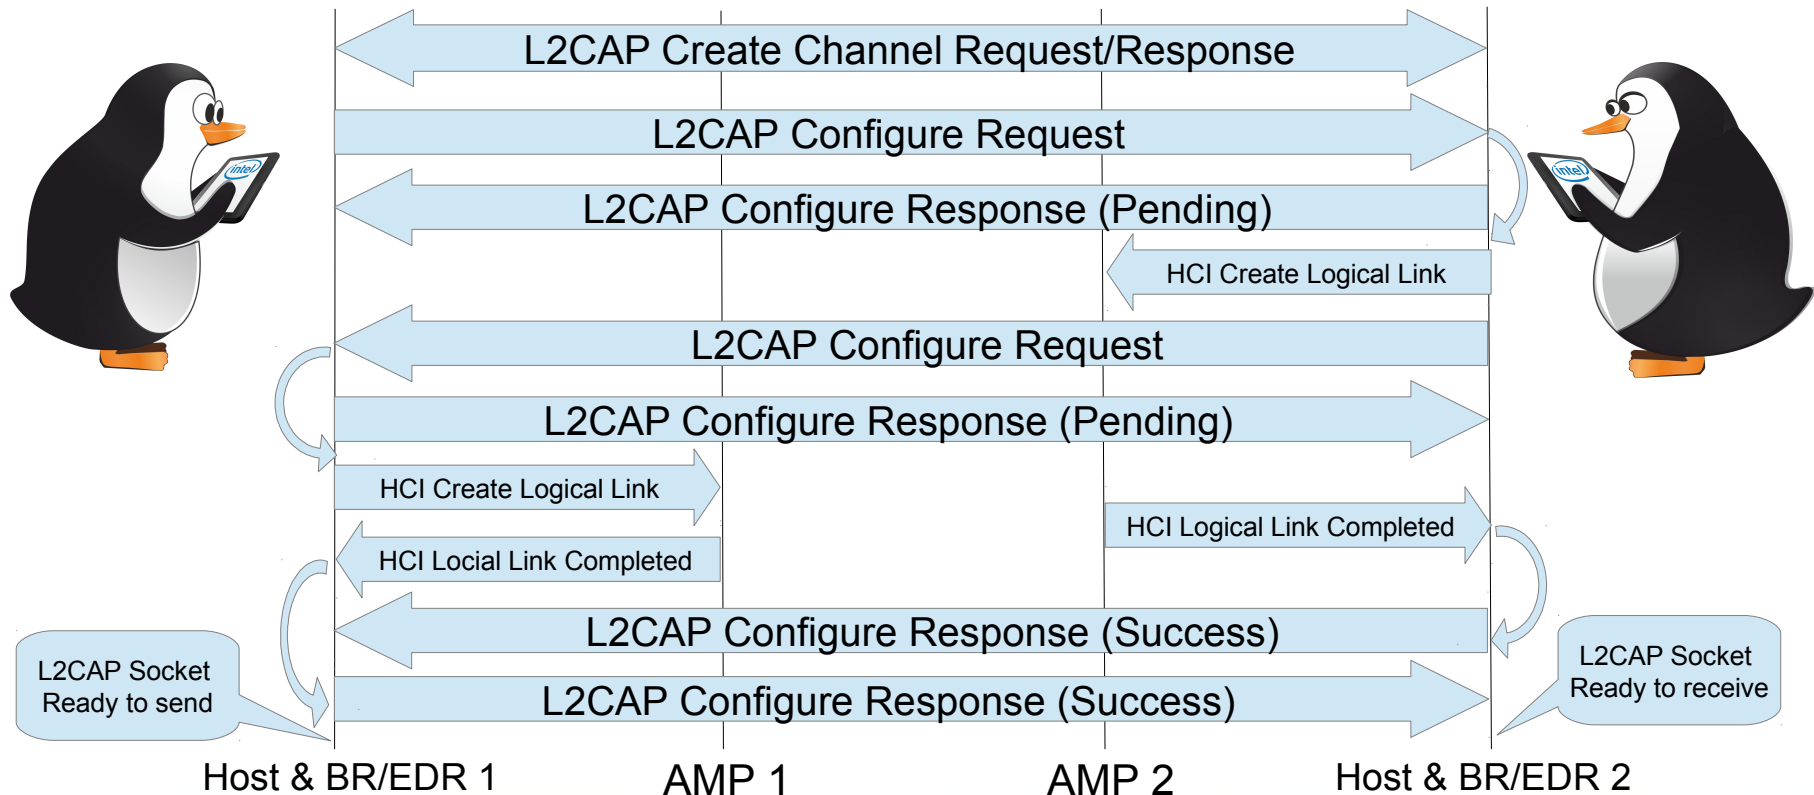 L2CAP Create Channel Request/Response
L2CAP Configure Request
intel
intel
L2CAP Configure Response (Pending)
HCI Create Logical Link
L2CAP Configure Request
L2CAP Configure Response (Pending)
HCI Create Logical Link
HCI Logical Link Completed
HCI Locial Link Completed
L2CAP Configure Response (Success)
L2CAP Socket
Ready to send
L2CAP Socket
Ready to receive
L2CAP Configure Response (Success)
Host & BR/EDR 1
AMP 1
AMP 2
Host & BR/EDR 2